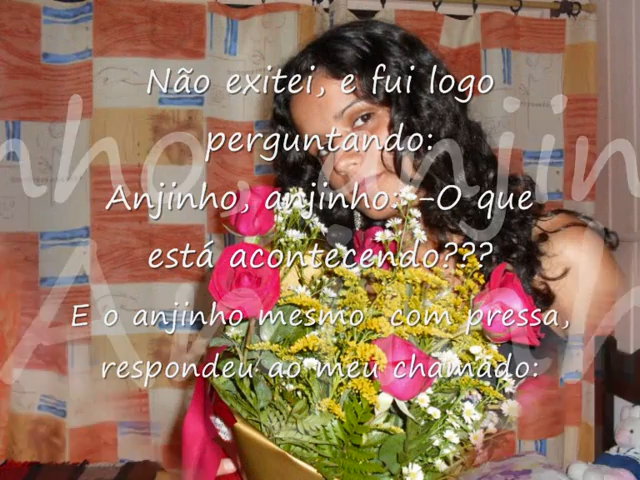 Não exitei, e fui logo
perguntando:
Anjinho, anjinho: -O que
está acontecendo???
E o anjinho mesmo com pressa,
respondeu ao meu chamado: